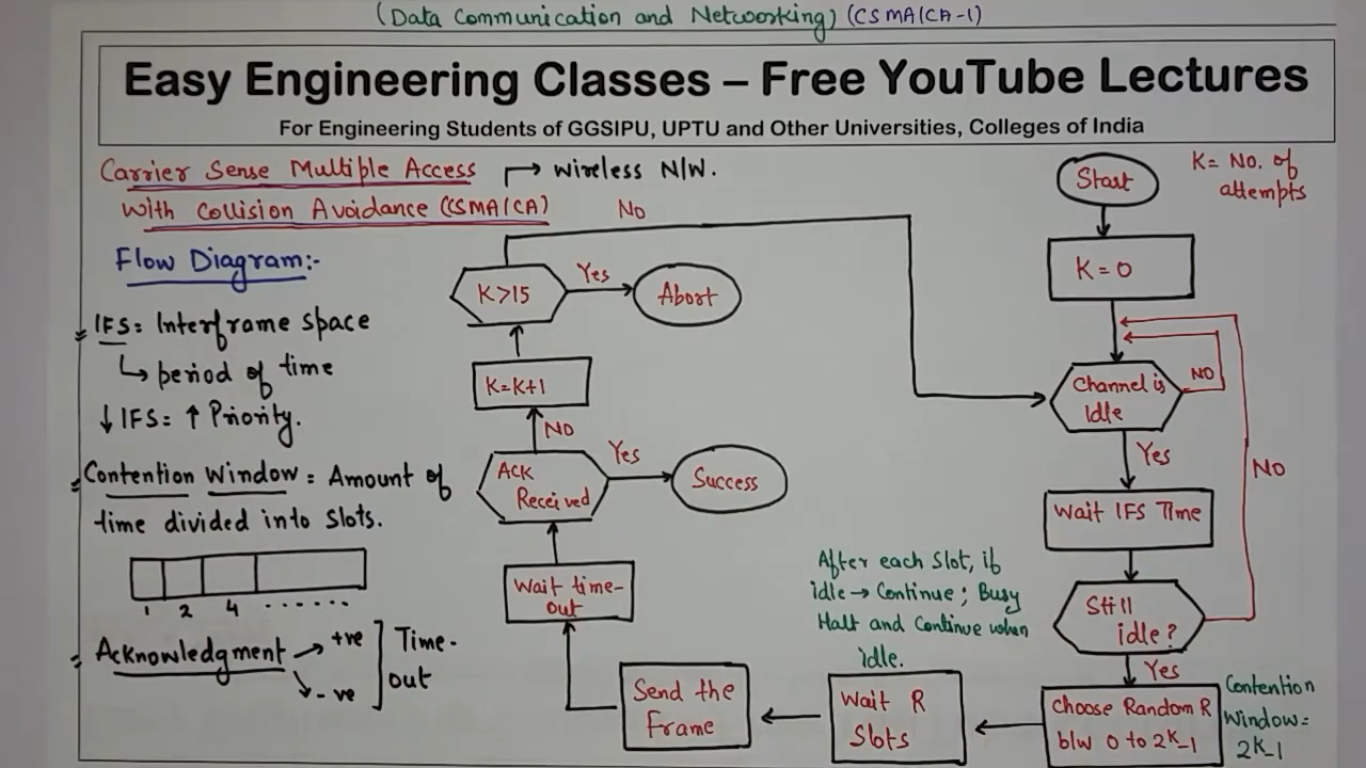 (Data Communication and Networking) (CSMA/CA-1)
Easy Engineering Classes – Free YouTube Lectures
For Engineering Students of GGSIPU, UPTU and Other Universities, Colleges of India
Carrier Sense Multiple Access → wireless N/W.
with Collision Avoidance (CSMA/CA)
Flow Diagram:-
IFS: Interframe space
↳ period of time
↓ IFS = ↑ Priority.
Contention Window = Amount of
time divided into slots.
1 2 4 ......
Acknowledgment → +ve
↘ -ve
Time-
out
No
K>15
Yes
Abort
K=K+1
No
ACK
Received
Yes
Success
Wait time-
out
Send the
Frame
After each slot, if
idle → Continue; Busy
Halt and Continue when
idle.
Wait R
Slots
Start
K= No. of
attempts
K=0
Channel is
Idle
NO
Yes
Wait IFS Time
NO
Still
idle?
Yes
Choose Random R
b/w 0 to 2ᴷ-1
Contention
Window=
2ᴷ-1